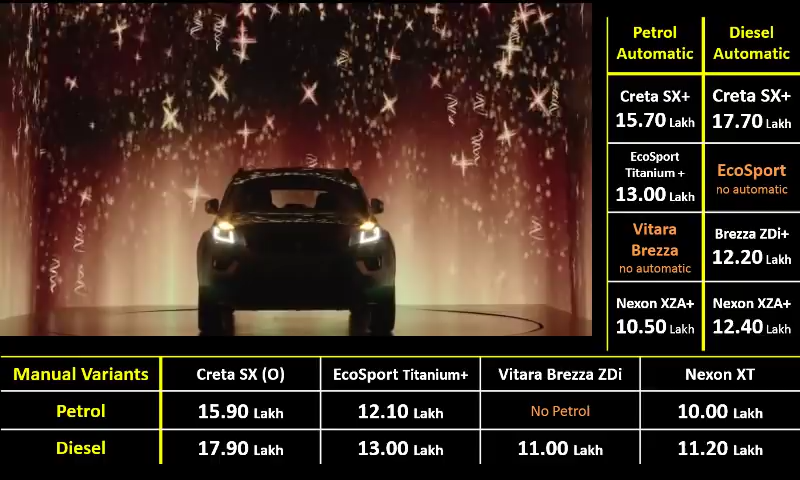 Petrol Automatic
Diesel Automatic
Creta SX+
15.70 Lakh
Creta SX+
17.70 Lakh
EcoSport
Titanium +
13.00 Lakh
EcoSport
no automatic
Vitara
Brezza
no automatic
Brezza ZDi+
12.20 Lakh
Nexon XZA+
10.50 Lakh
Nexon XZA+
12.40 Lakh
Manual Variants Creta SX (O) EcoSport Titanium+ Vitara Brezza ZDi Nexon XT
Petrol 15.90 Lakh 12.10 Lakh No Petrol 10.00 Lakh
Diesel 17.90 Lakh 13.00 Lakh 11.00 Lakh 11.20 Lakh